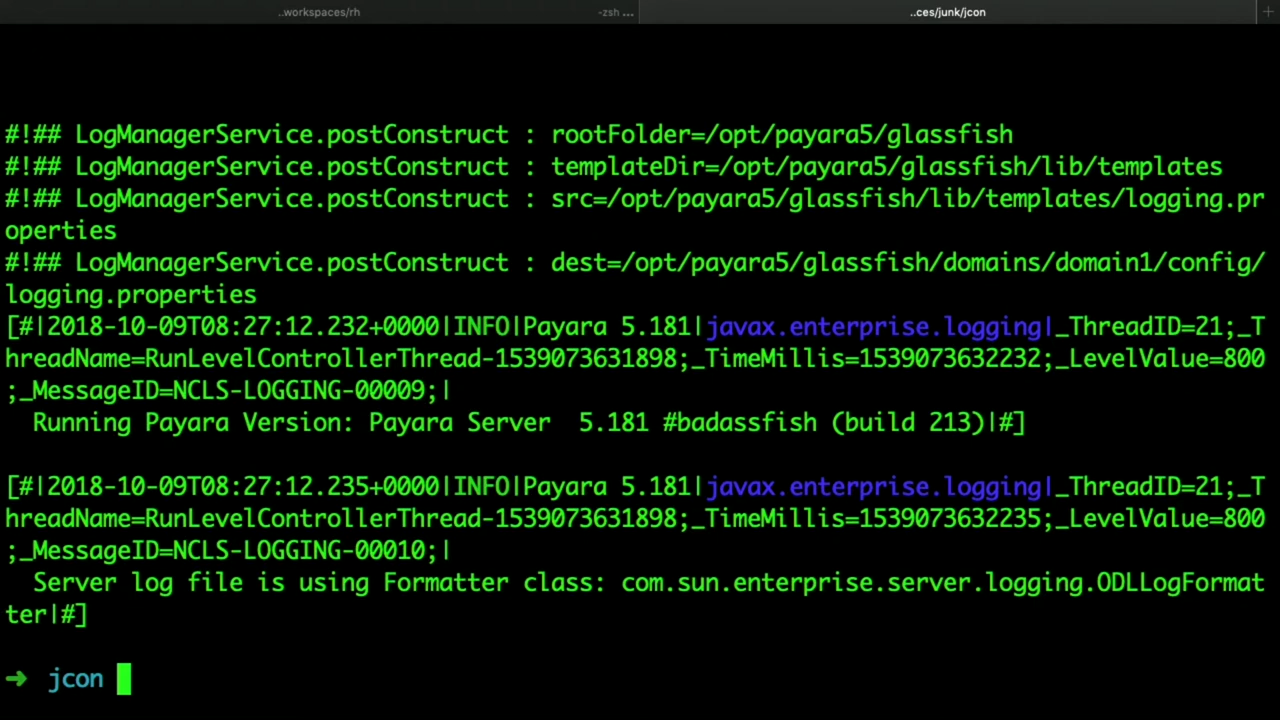 ..workspaces/rh
-zsh ...
..ces/junk/jcon
#!## LogManagerService.postConstruct : rootFolder=/opt/payara5/glassfish
#!## LogManagerService.postConstruct : templateDir=/opt/payara5/glassfish/lib/templates
#!## LogManagerService.postConstruct : src=/opt/payara5/glassfish/lib/templates/logging.pr
operties
#!## LogManagerService.postConstruct : dest=/opt/payara5/glassfish/domains/domain1/config/
logging.properties
[#|2018-10-09T08:27:12.232+0000|INFO|Payara 5.181|javax.enterprise.logging|_ThreadID=21;_T
hreadName=RunLevelControllerThread-1539073631898;_TimeMillis=1539073632232;_LevelValue=800
;_MessageID=NCLS-LOGGING-00009;|
Running Payara Version: Payara Server  5.181 #badassfish (build 213)|#]
[#|2018-10-09T08:27:12.235+0000|INFO|Payara 5.181|javax.enterprise.logging|_ThreadID=21;_T
hreadName=RunLevelControllerThread-1539073631898;_TimeMillis=1539073632235;_LevelValue=800
;_MessageID=NCLS-LOGGING-00010;|
Server log file is using Formatter class: com.sun.enterprise.server.logging.ODLLogFormat
ter|#]
➜ jcon